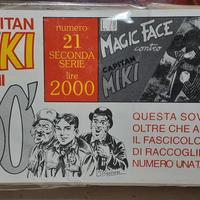 CAPITAN
MIKI
numero
21
SECONDA
SERIE
lire
2000
MAGIC FACE
contro
CAPITAN
MIKI
QUESTA SOV
OLTRE CHE A
IL FASCICOLO
DI RACCOGLI
NUMERO UNAT